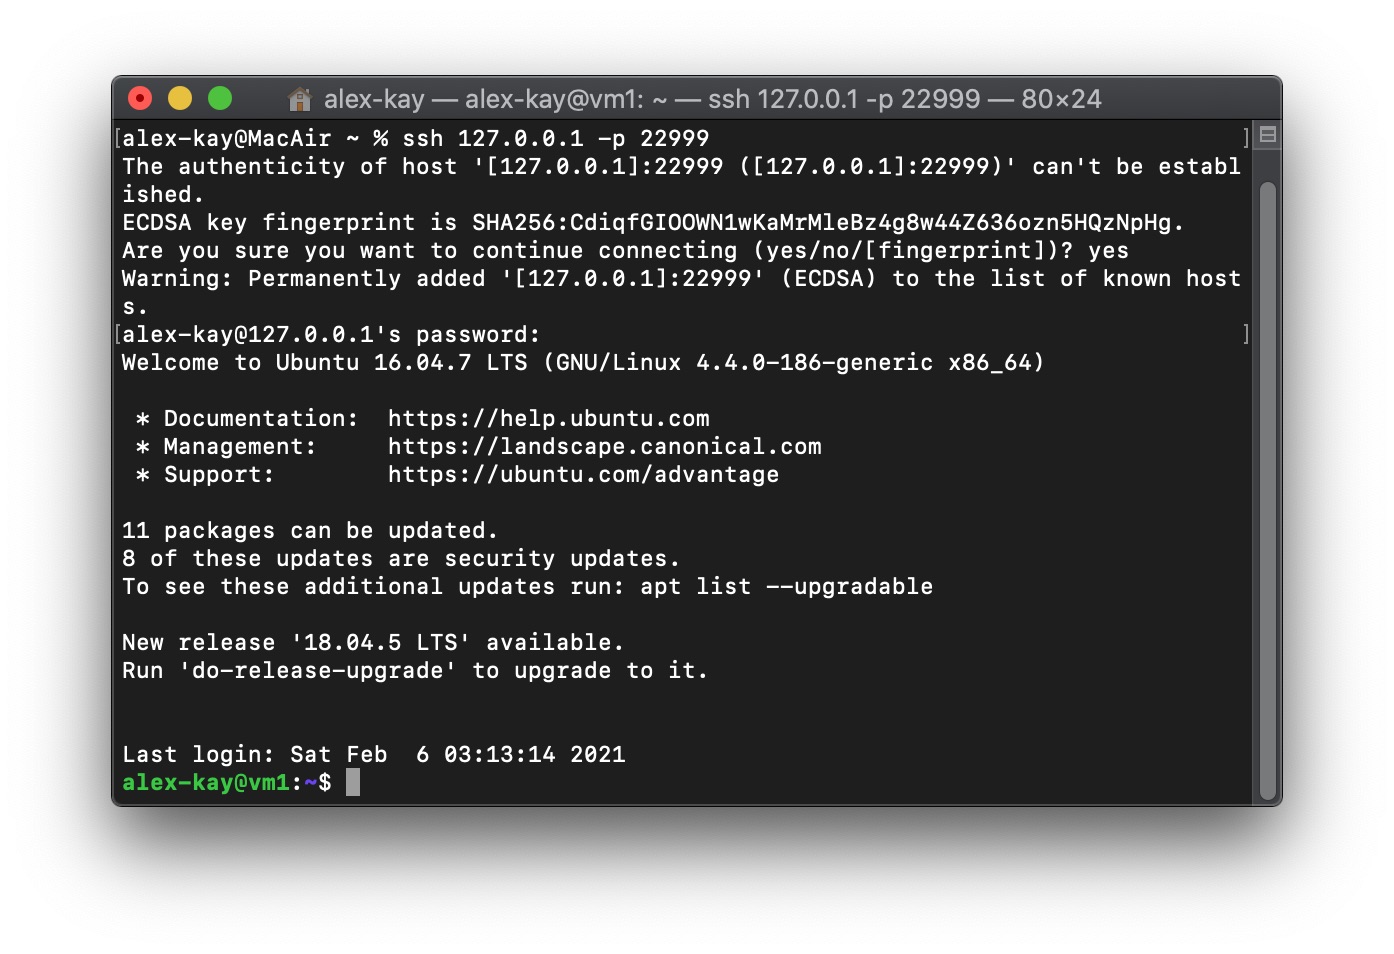 alex-kay — alex-kay@vm1: ~ — ssh 127.0.0.1 -p 22999 — 80×24
[alex-kay@MacAir ~ % ssh 127.0.0.1 -p 22999 ]
The authenticity of host '[127.0.0.1]:22999 ([127.0.0.1]:22999)' can't be establ
ished.
ECDSA key fingerprint is SHA256:CdiqfGIOOWN1wKaMrMleBz4g8w44Z636ozn5HQzNpHg.
Are you sure you want to continue connecting (yes/no/[fingerprint])? yes
Warning: Permanently added '[127.0.0.1]:22999' (ECDSA) to the list of known host
s.
[alex-kay@127.0.0.1's password: ]
Welcome to Ubuntu 16.04.7 LTS (GNU/Linux 4.4.0-186-generic x86_64)

 * Documentation:  https://help.ubuntu.com
 * Management:     https://landscape.canonical.com
 * Support:        https://ubuntu.com/advantage

11 packages can be updated.
8 of these updates are security updates.
To see these additional updates run: apt list --upgradable

New release '18.04.5 LTS' available.
Run 'do-release-upgrade' to upgrade to it.

Last login: Sat Feb  6 03:13:14 2021
alex-kay@vm1:~$